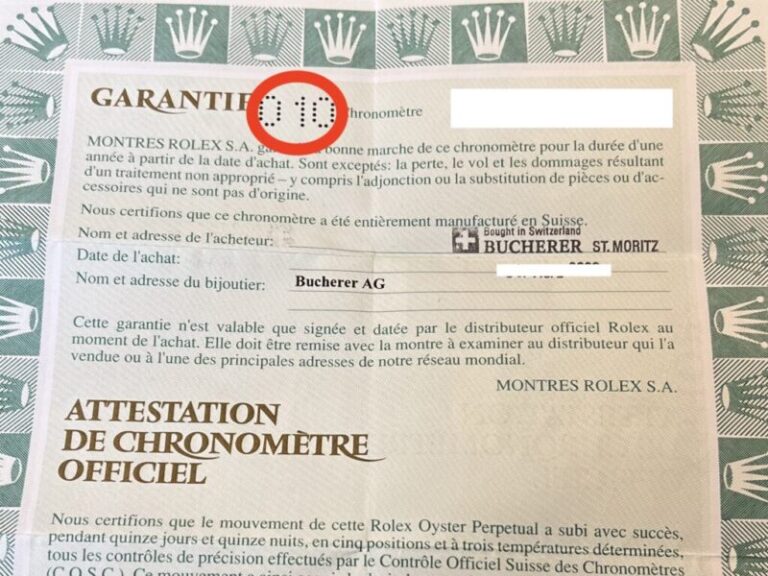 GARANTIE 010 Chronomètre
MONTRES ROLEX S.A. bonne marche de ce chronomètre pour la durée d'une
année à partir de la date d'achat. Sont exceptés: la perte, le vol et les dommages résultant
d'un traitement non approprié – y compris l'adjonction ou la substitution de pièces ou d'ac-
cessoires qui ne sont pas d'origine.
Nous certifions que ce chronomètre a été entièrement manufacturé en Suisse.
Nom et adresse de l'acheteur: Bought in Switzerland
BUCHERER ST. MORITZ
Date de l'achat:
Nom et adresse du bijoutier: Bucherer AG
Cette garantie n'est valable que signée et datée par le distributeur officiel Rolex au
moment de l'achat. Elle doit être remise avec la montre à examiner au distributeur qui l'a
vendue ou à l'une des principales adresses de notre réseau mondial.
MONTRES ROLEX S.A.
ATTESTATION
DE CHRONOMÈTRE
OFFICIEL
Nous certifions que le mouvement de cette Rolex Oyster Perpetual a subi avec succès,
pendant quinze jours et quinze nuits, en cinq positions et à trois températures déterminées,
tous les contrôles de précision effectués par le Contrôle Officiel Suisse des Chronomètres
(C.O.S.C.). Ce mouvement a ainsi